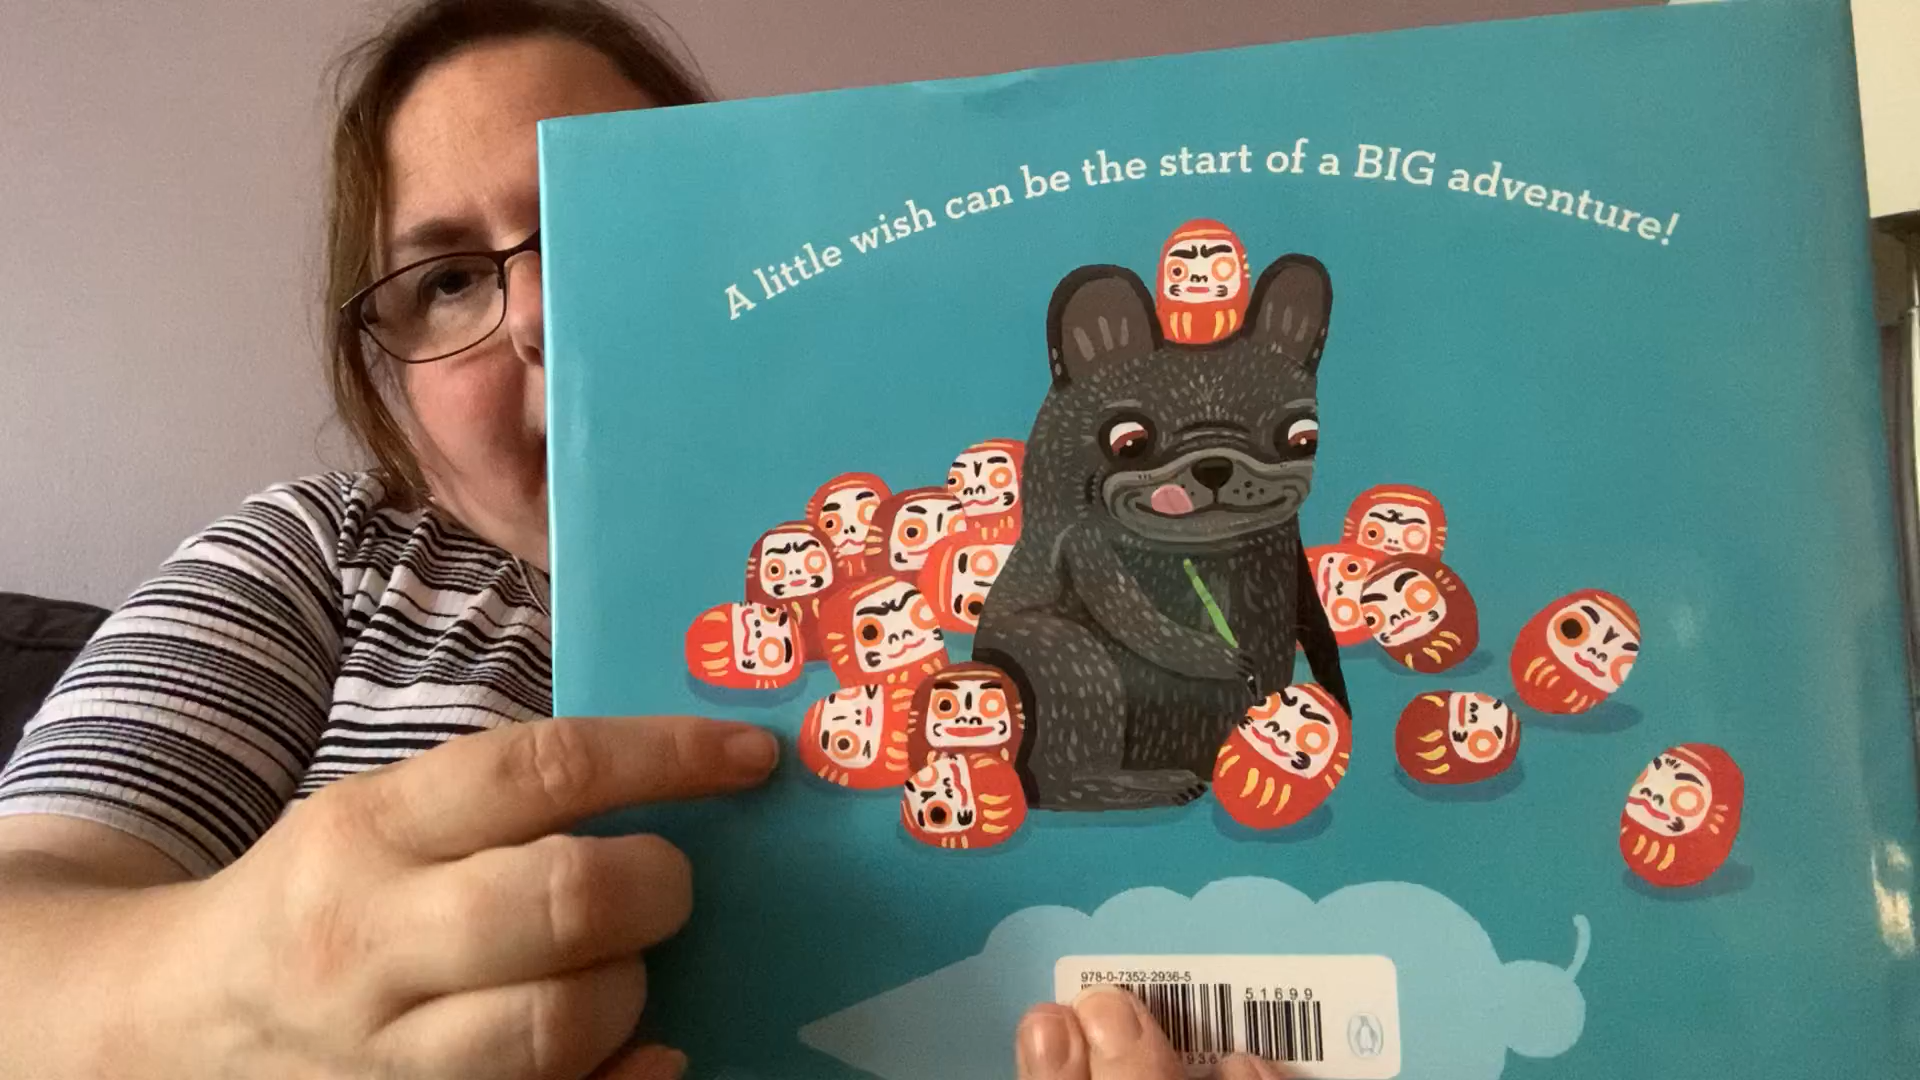 A little wish can be the start of a BIG adventure!
978-0-7352-2936-5
51699